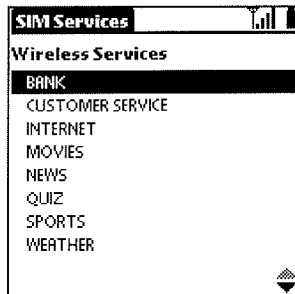 SIM Services
Wireless Services
BANK
CUSTOMER SERVICE
INTERNET
MOVIES
NEWS
QUIZ
SPORTS
WEATHER